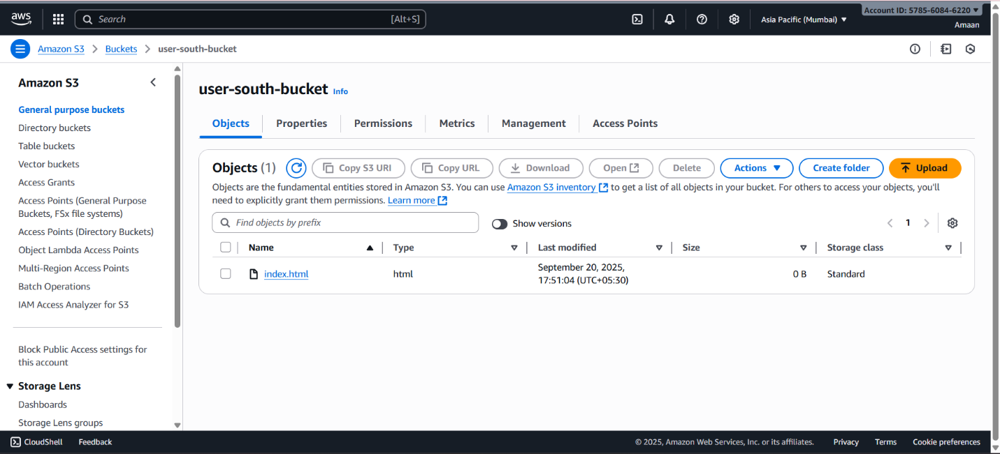 aws
Search [Alt+S]
Asia Pacific (Mumbai)
Account ID: 5785-6084-6220
Amaan
Amazon S3
Buckets
user-south-bucket
Amazon S3
General purpose buckets
Directory buckets
Table buckets
Vector buckets
Access Grants
Access Points (General Purpose
Buckets, FSx file systems)
Access Points (Directory Buckets)
Object Lambda Access Points
Multi-Region Access Points
Batch Operations
IAM Access Analyzer for S3
Block Public Access settings for
this account
Storage Lens
Dashboards
Storage Lens groups
user-south-bucket Info
Objects Properties Permissions Metrics Management Access Points
Objects (1) Copy S3 URI Copy URL Download Open Delete Actions Create folder Upload
Objects are the fundamental entities stored in Amazon S3. You can use Amazon S3 inventory to get a list of all objects in your bucket. For others to access your objects, you'll
need to explicitly grant them permissions. Learn more
Find objects by prefix
Show versions
1
Name Type Last modified Size Storage class
index.html html September 20, 2025,
17:51:04 (UTC+05:30) 0 B Standard
CloudShell Feedback © 2025, Amazon Web Services, Inc. or its affiliates. Privacy Terms Cookie preferences